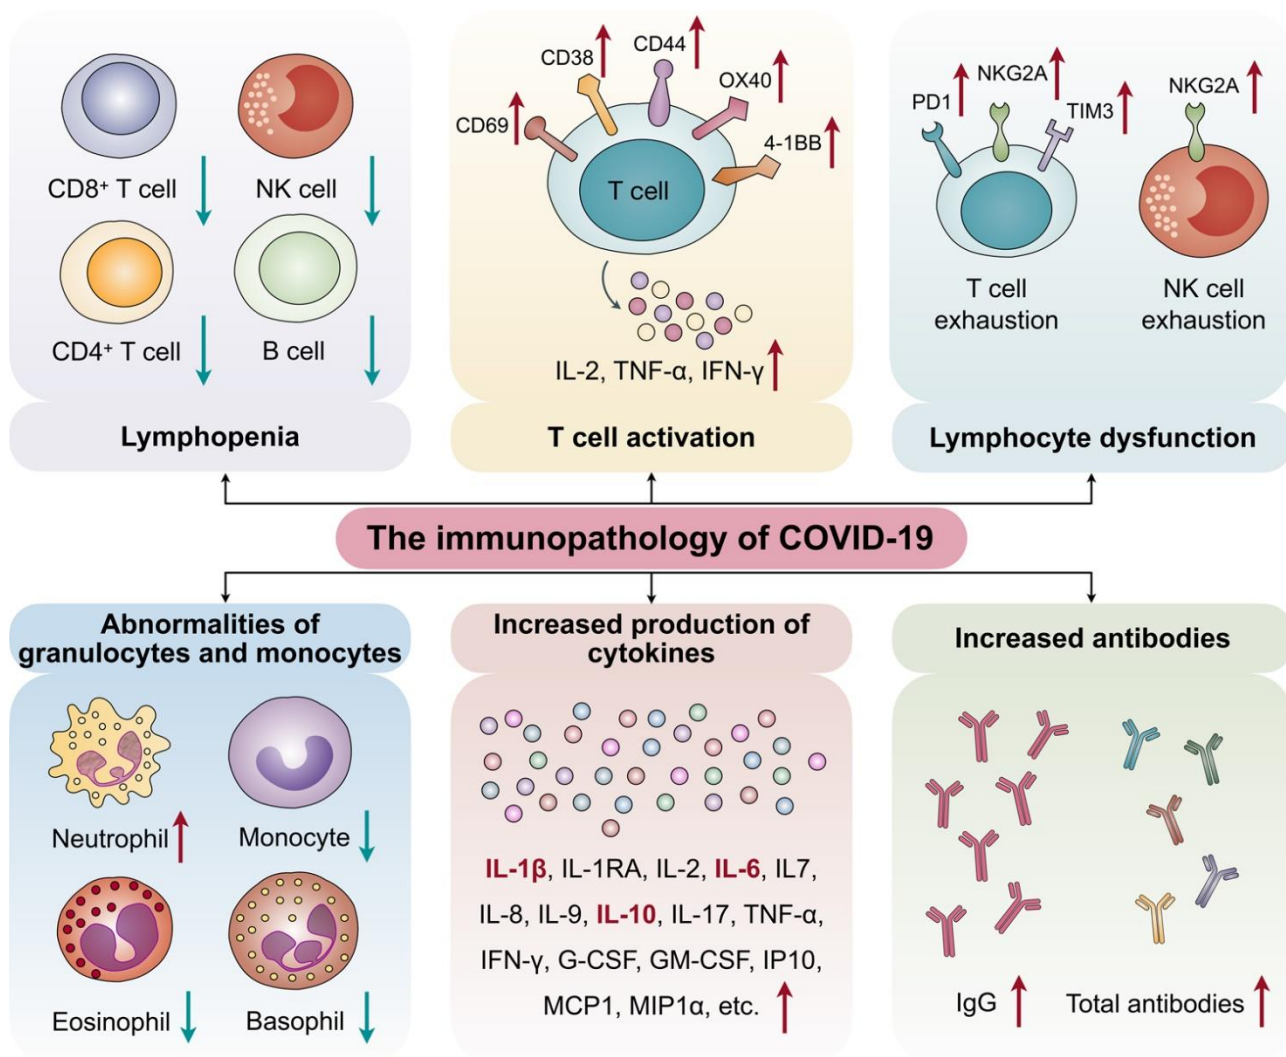 CD8⁺ T cell
NK cell
CD4⁺ T cell
B cell
Lymphopenia
CD69
CD38
CD44
OX40
4-1BB
T cell
IL-2, TNF-α, IFN-γ
T cell activation
PD1
NKG2A
TIM3
NKG2A
T cell
exhaustion
NK cell
exhaustion
Lymphocyte dysfunction
The immunopathology of COVID-19
Abnormalities of
granulocytes and monocytes
Neutrophil
Monocyte
Eosinophil
Basophil
Increased production of
cytokines
IL-1β, IL-1RA, IL-2, IL-6, IL7,
IL-8, IL-9, IL-10, IL-17, TNF-α,
IFN-γ, G-CSF, GM-CSF, IP10,
MCP1, MIP1α, etc.
Increased antibodies
IgG
Total antibodies